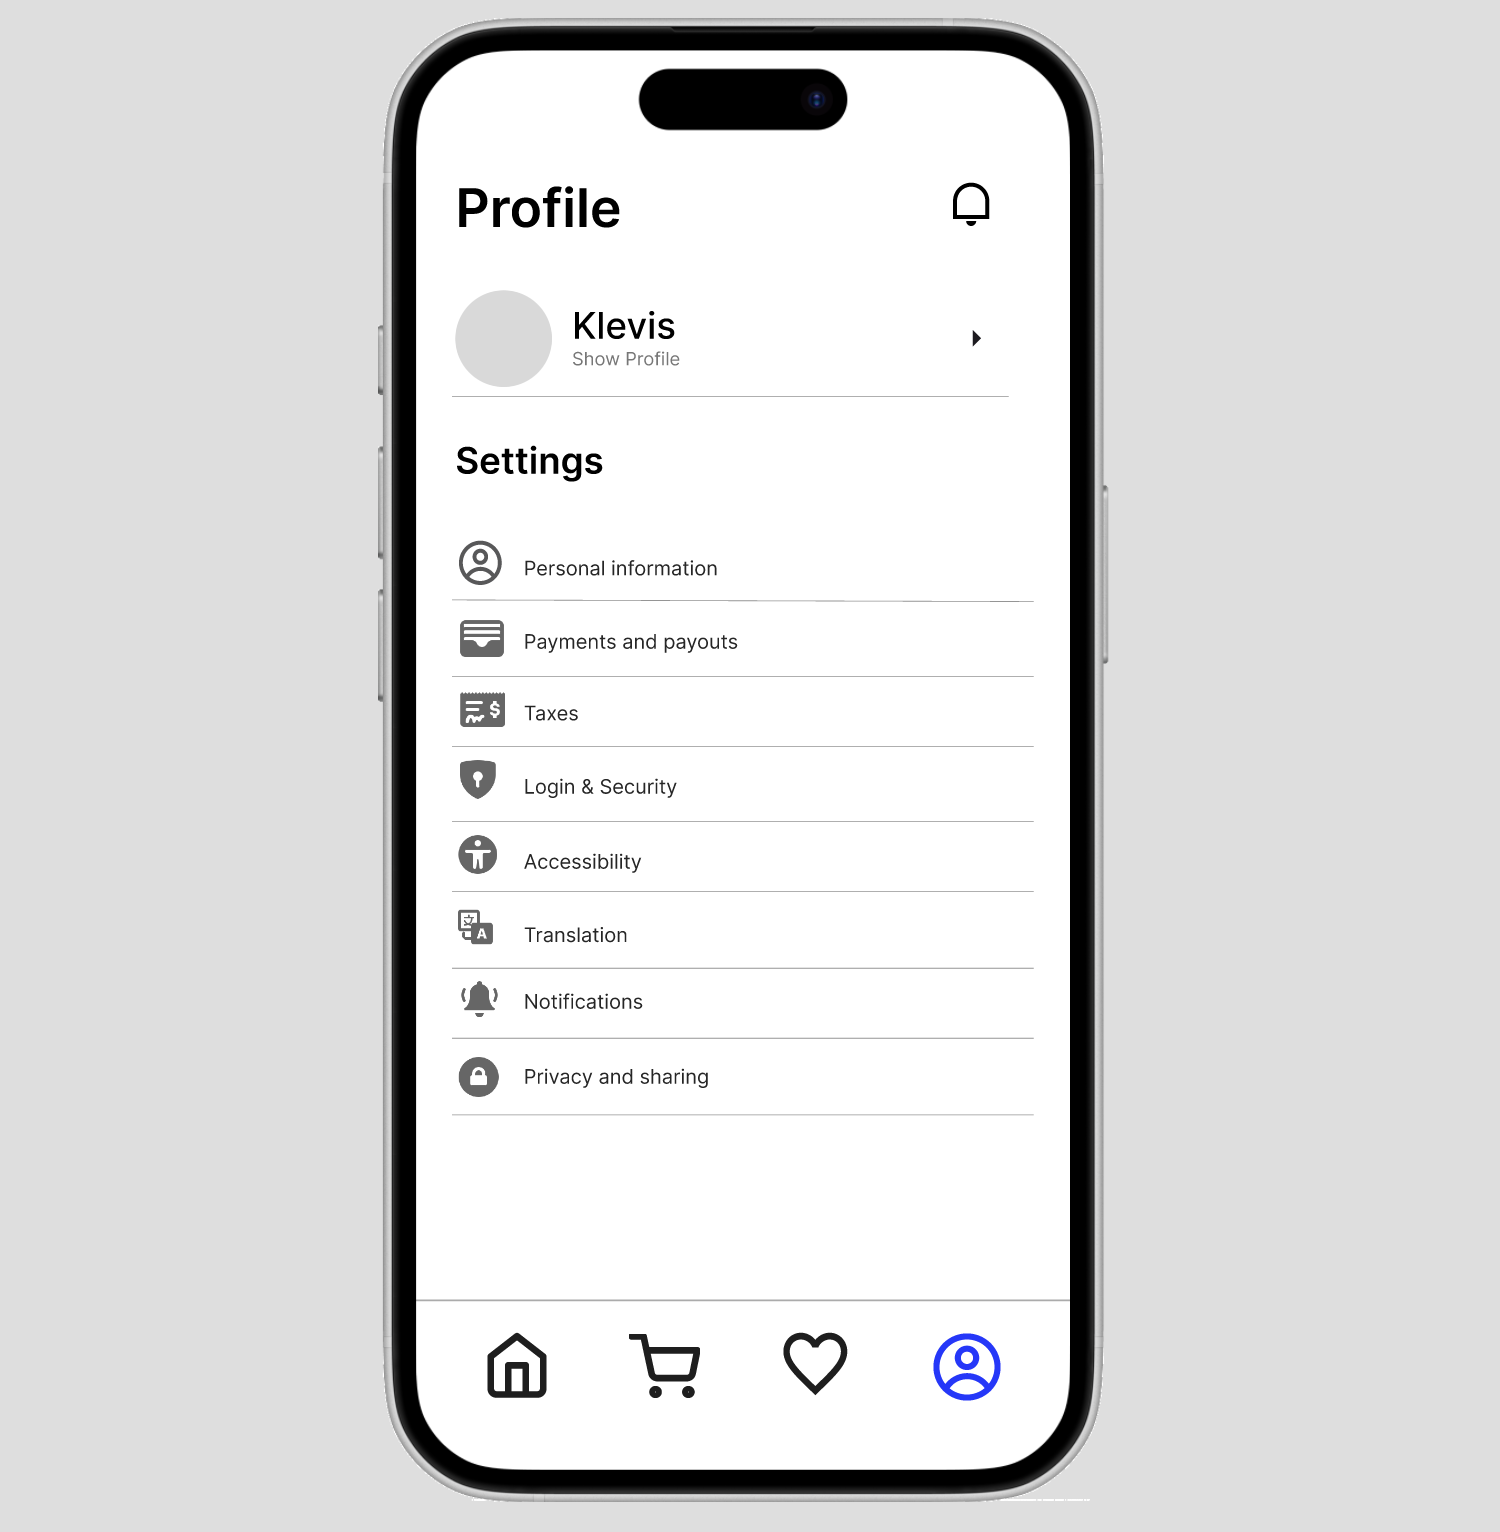 Profile
Klevis
Show Profile
Settings
Personal information
Payments and payouts
$
Taxes
Login & Security
Accessibility
文
A
Translation
Notifications
Privacy and sharing